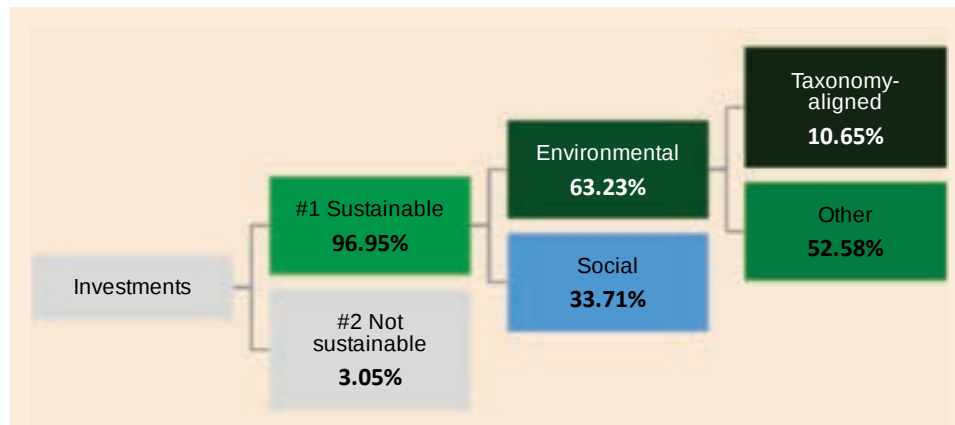 Investments
#1 Sustainable
96.95%
#2 Not
sustainable
3.05%
Environmental
63.23%
Social
33.71%
Taxonomy-
aligned
10.65%
Other
52.58%